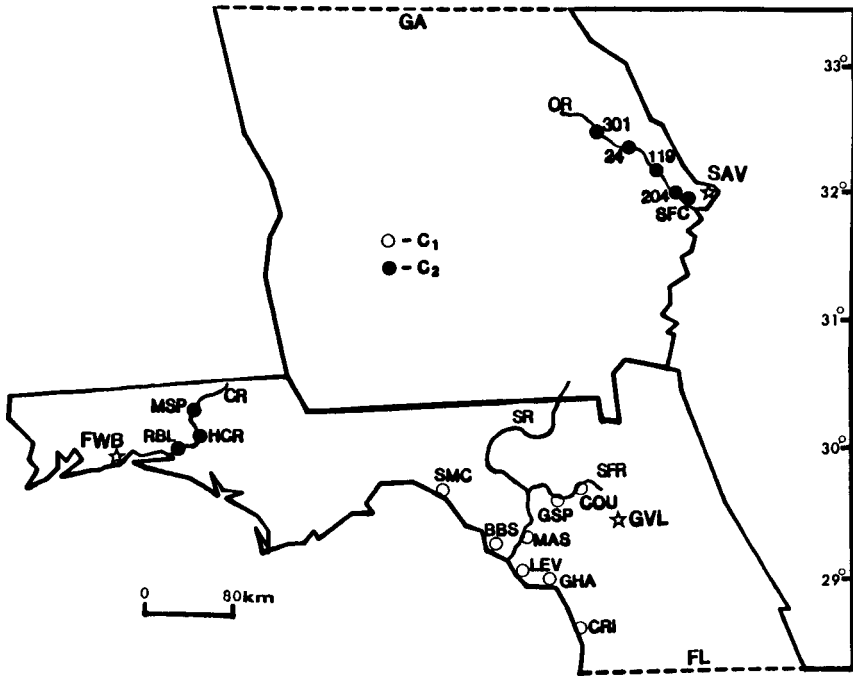 GA
33°
OR
301
24
119
SAV
32°
204
SFC
○ - C1
● - C2
31°
CR
MSP
SR
RBL
HCR
FWB
30°
SMC
SFR
GSP
COU
GVL
BBS
MAS
LEV
GHA
29°
0 80km
CRI
FL